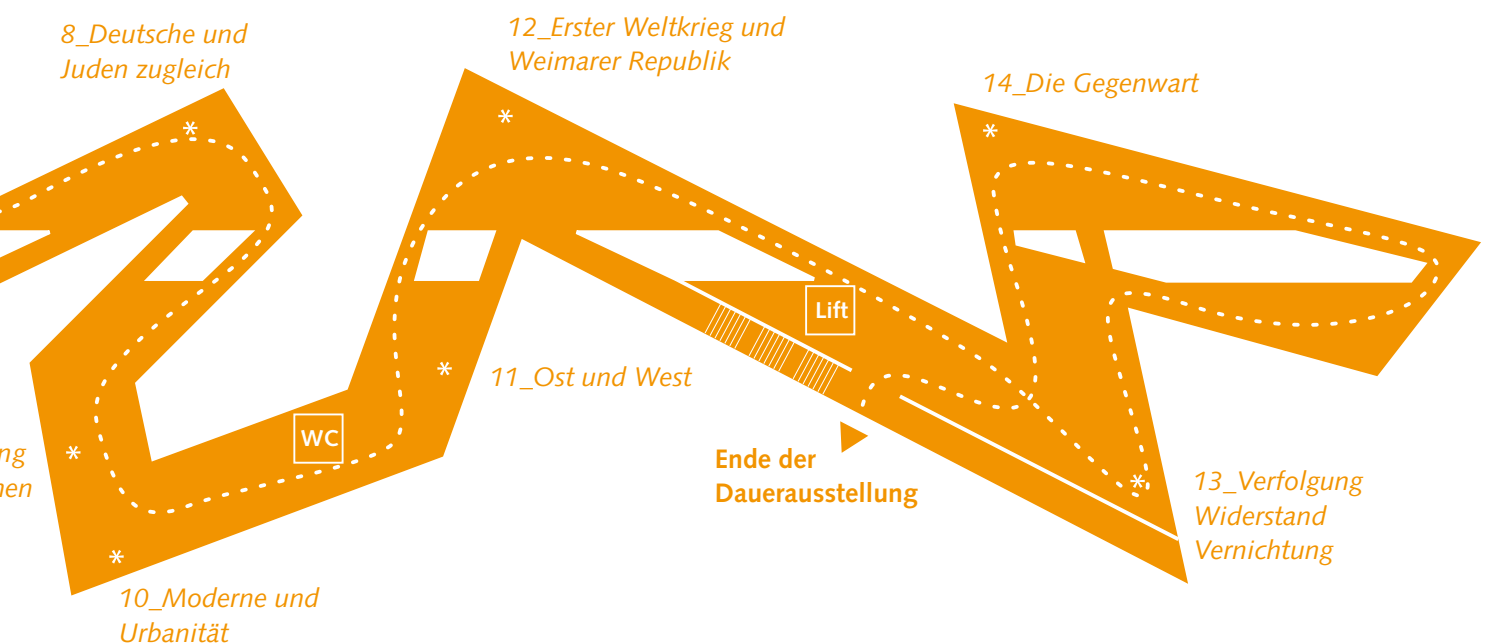 8_Deutsche und
Juden zugleich
12_Erster Weltkrieg und
Weimarer Republik
14_Die Gegenwart
Lift
11_Ost und West
WC
Ende der
Dauerausstellung
13_Verfolgung
Widerstand
Vernichtung
10_Moderne und
Urbanität